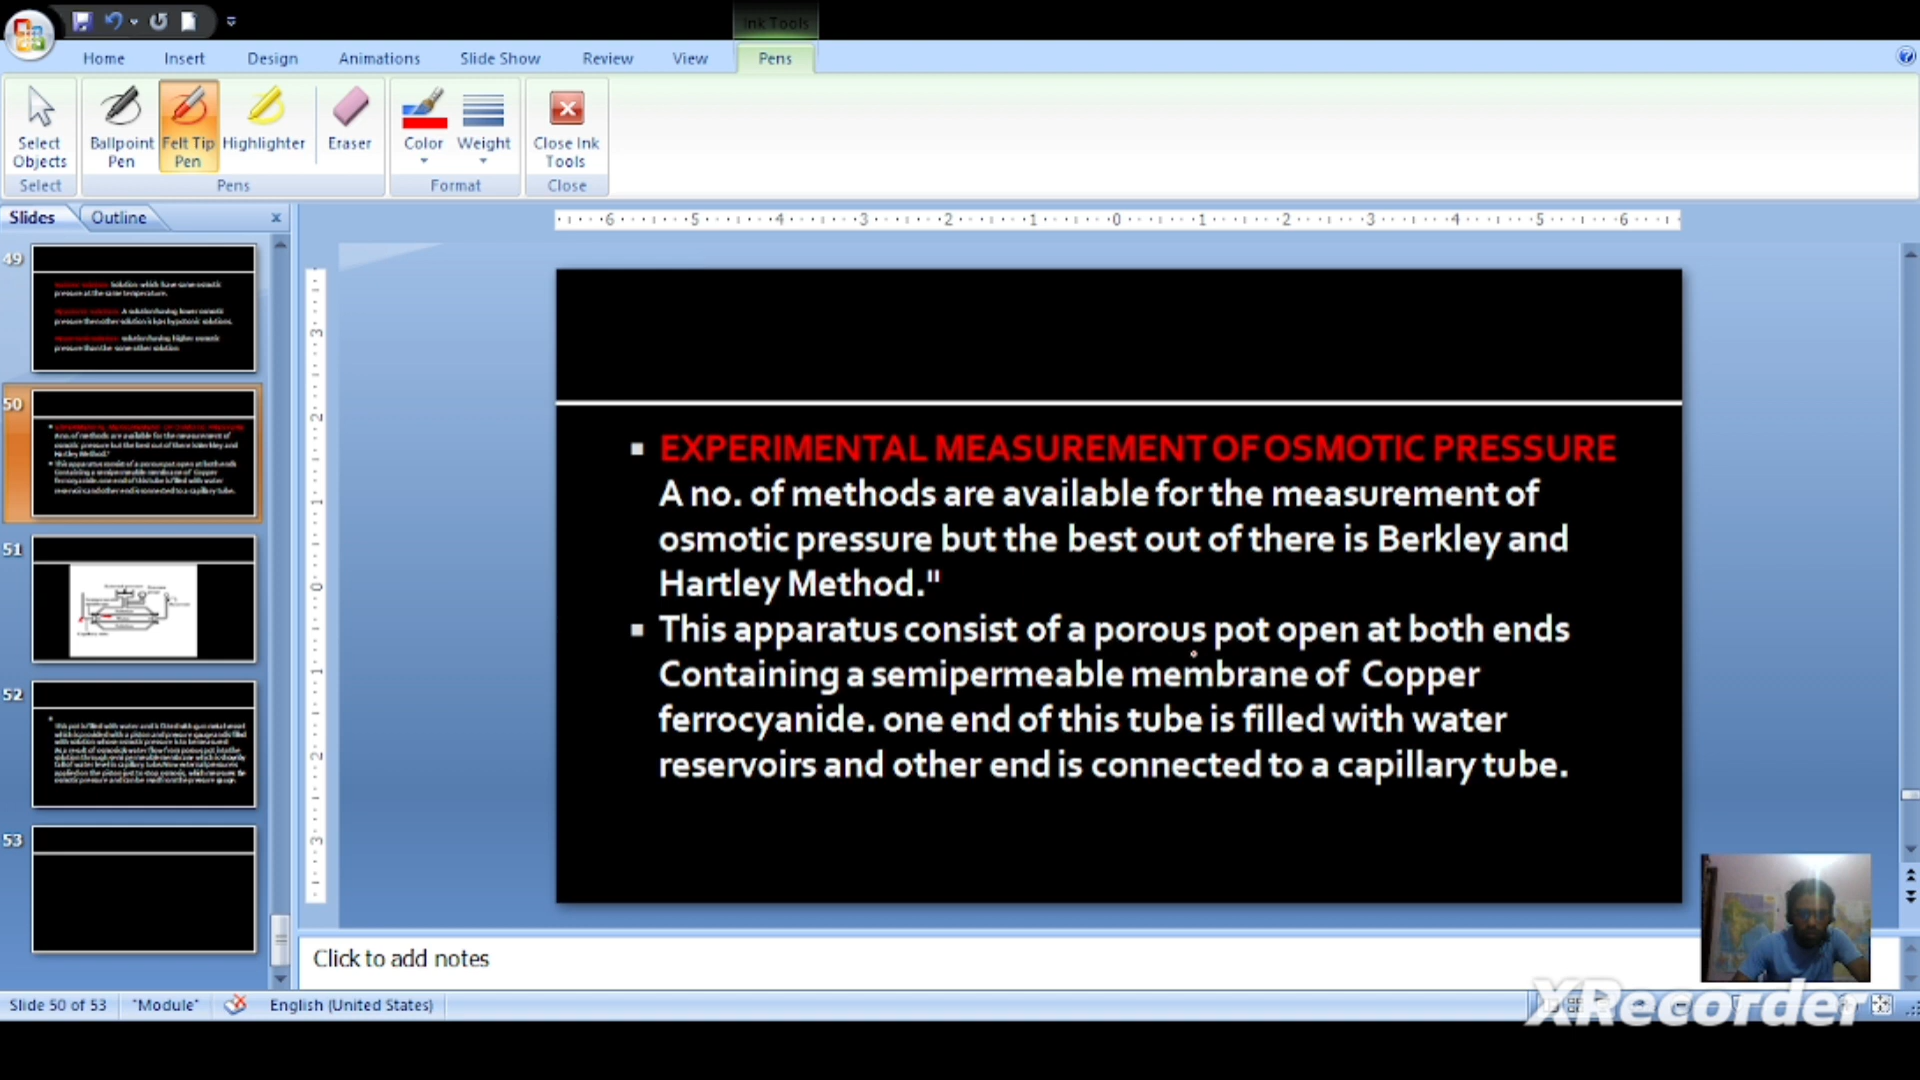 Ink Tools
Home Insert Design Animations Slide Show Review View Pens
Select Objects
Ballpoint Pen
Felt Tip Pen
Highlighter
Eraser
Color
Weight
Close Ink Tools
Select Pens Format Close
Slides Outline
49
50
51
52
53
EXPERIMENTAL MEASUREMENT OF OSMOTIC PRESSURE
A no. of methods are available for the measurement of
osmotic pressure but the best out of there is Berkley and
Hartley Method."
This apparatus consist of a porous pot open at both ends
Containing a semipermeable membrane of Copper
ferrocyanide. one end of this tube is filled with water
reservoirs and other end is connected to a capillary tube.
Click to add notes
Slide 50 of 53 "Module" English (United States)
XRecorder